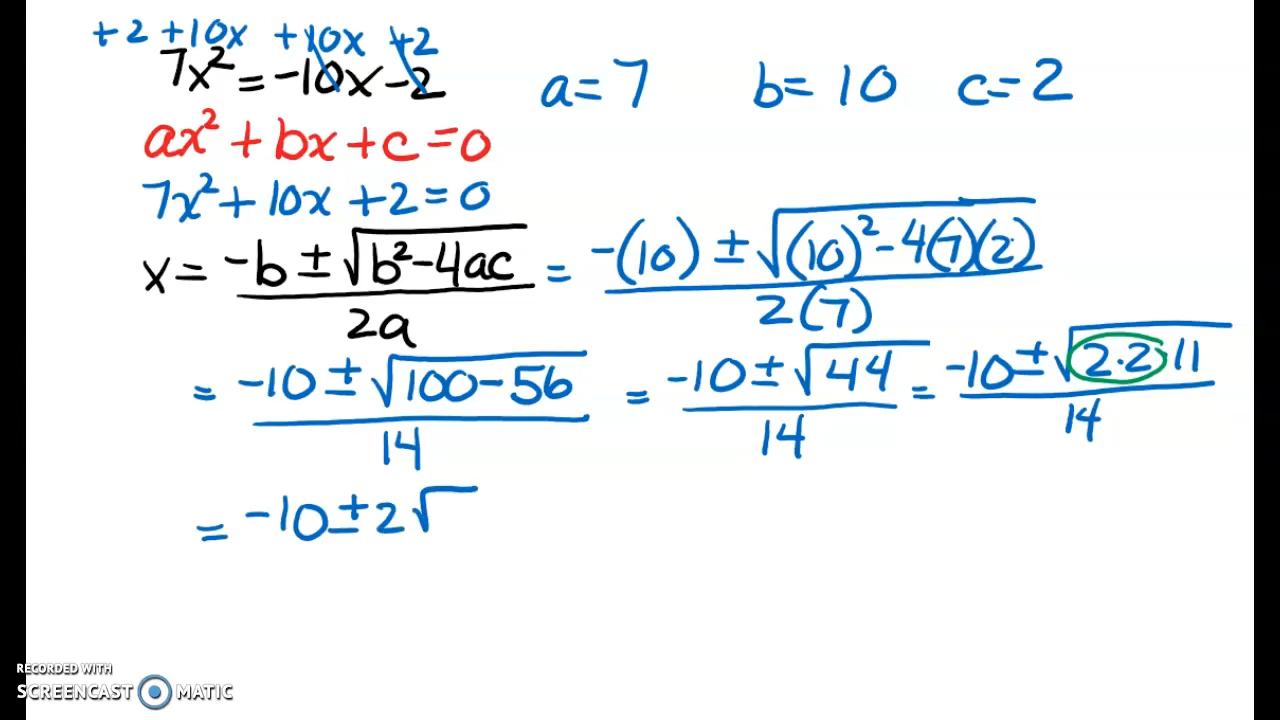 +2 +10x +10x +2
7x² = -10x - 2 a = 7 b = 10 c = 2
ax² + bx + c = 0
7x² + 10x + 2 = 0
x = (-b ± √(b² - 4ac))/(2a) = (-(10) ± √((10)² - 4(7)(2)))/(2(7))
= (-10 ± √(100 - 56))/14 = (-10 ± √44)/14 = (-10 ± √(2·2·11))/14
= -10 ± 2√
RECORDED WITH
SCREENCAST MATIC